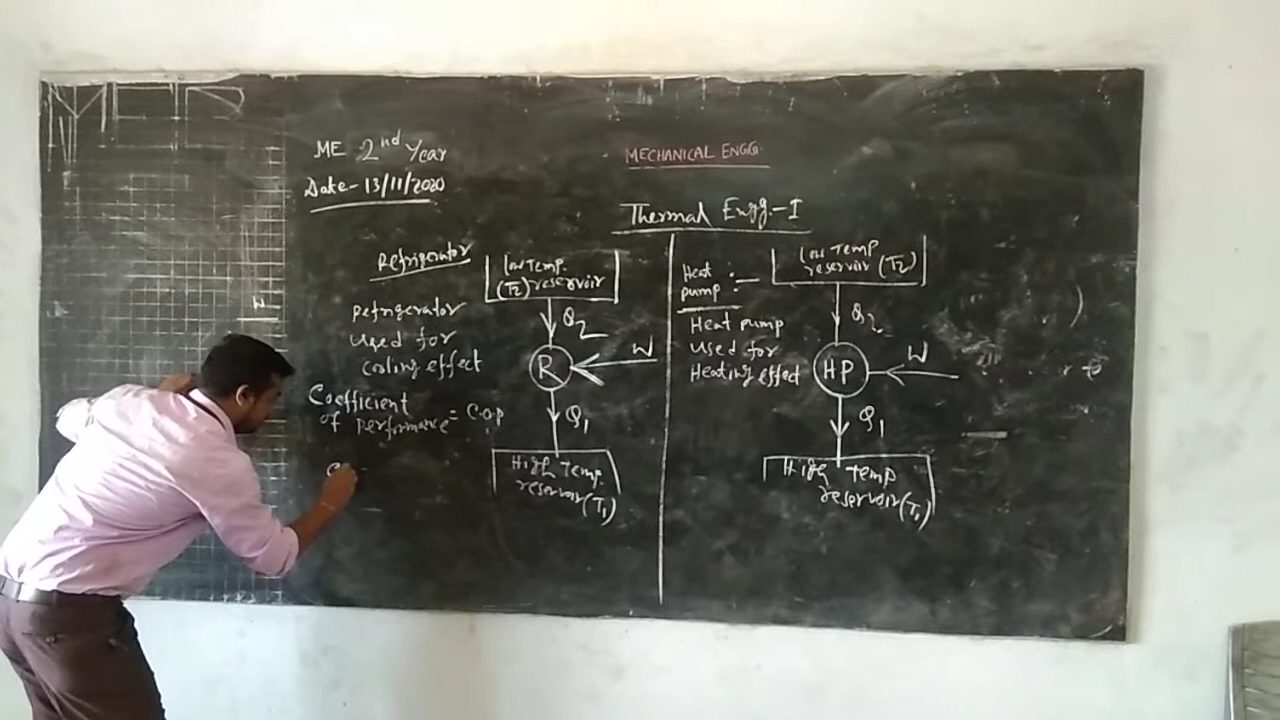 ME 2nd Year
Date- 13/11/2020
MECHANICAL ENGG.
Thermal Engg.-I
Refrigerator
Refrigerator
Used for
Cooling effect
Coefficient
of Performance = C.O.P
C
Low Temp.
(T2) reservoir
Q2
R
W
Q1
High Temp.
reservoir (T1)
Heat
pump :-
Heat pump
Used for
Heating effect
Low Temp
reservoir (T2)
Q2
HP
W
Q1
High Temp
reservoir (T1)
W